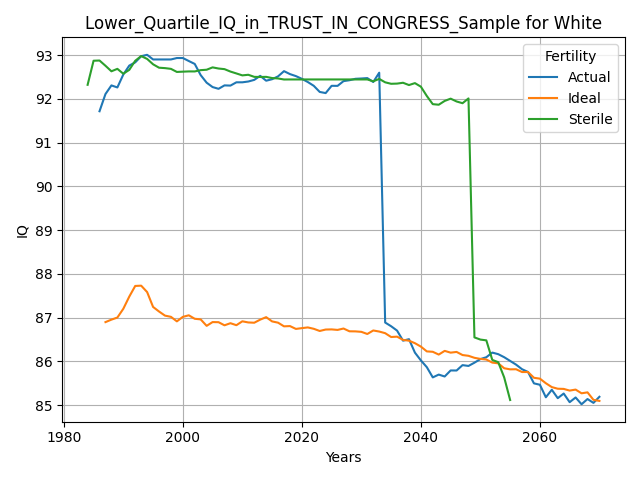 Lower_Quartile_IQ_in_TRUST_IN_CONGRESS_Sample for White
Fertility
Actual
Ideal
Sterile
IQ
93
92
91
90
89
88
87
86
85
1980
2000
2020
2040
2060
Years